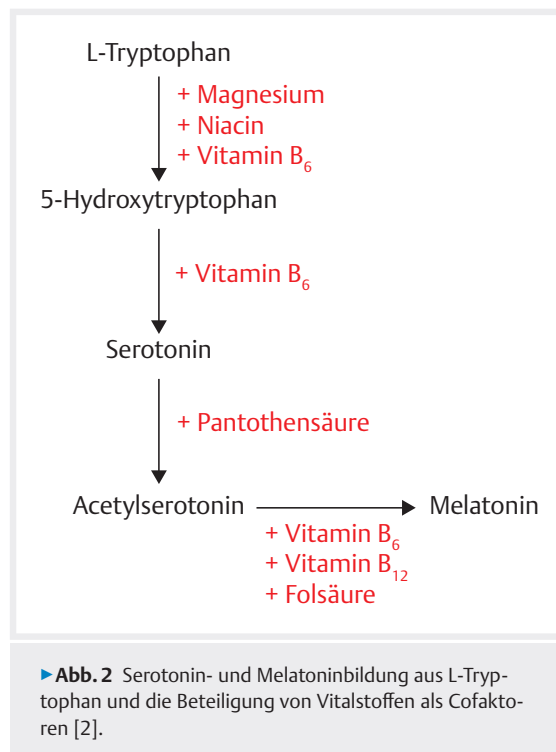 L-Tryptophan
+ Magnesium
+ Niacin
+ Vitamin B₆
5-Hydroxytryptophan
+ Vitamin B₆
Serotonin
+ Pantothensäure
Acetylserotonin Melatonin
+ Vitamin B₆
+ Vitamin B₁₂
+ Folsäure
►Abb. 2 Serotonin- und Melatoninbildung aus L-Tryp-
tophan und die Beteiligung von Vitalstoffen als Cofakto-
ren [2].